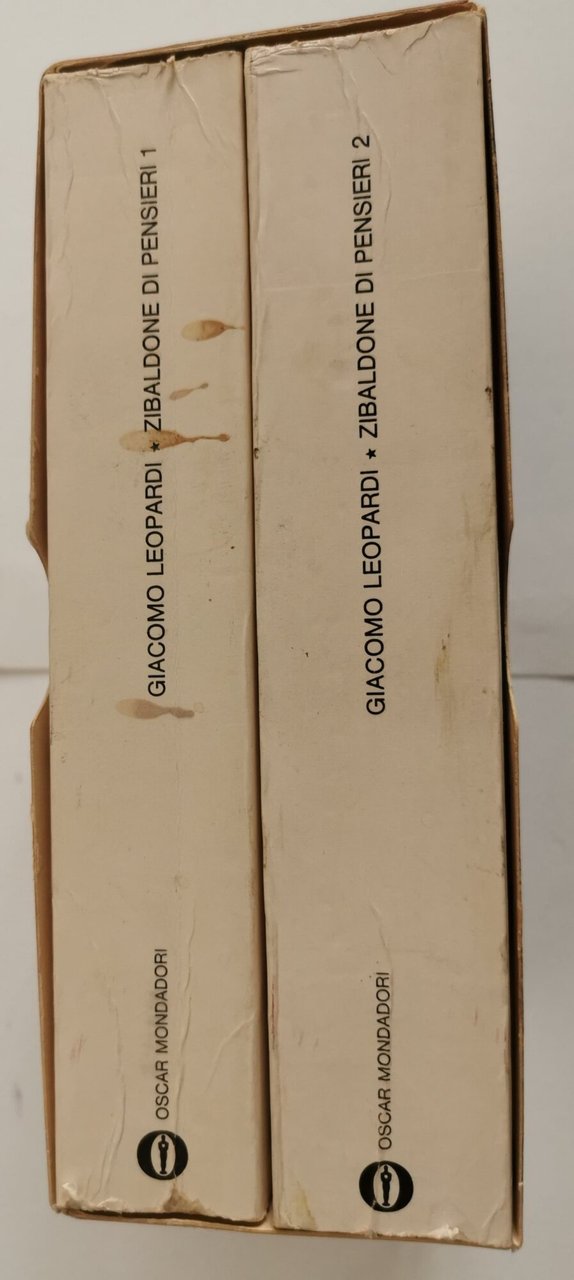 GIACOMO LEOPARDI ★ ZIBALDONE DI PENSIERI 1
OSCAR MONDADORI
GIACOMO LEOPARDI ★ ZIBALDONE DI PENSIERI 2
OSCAR MONDADORI